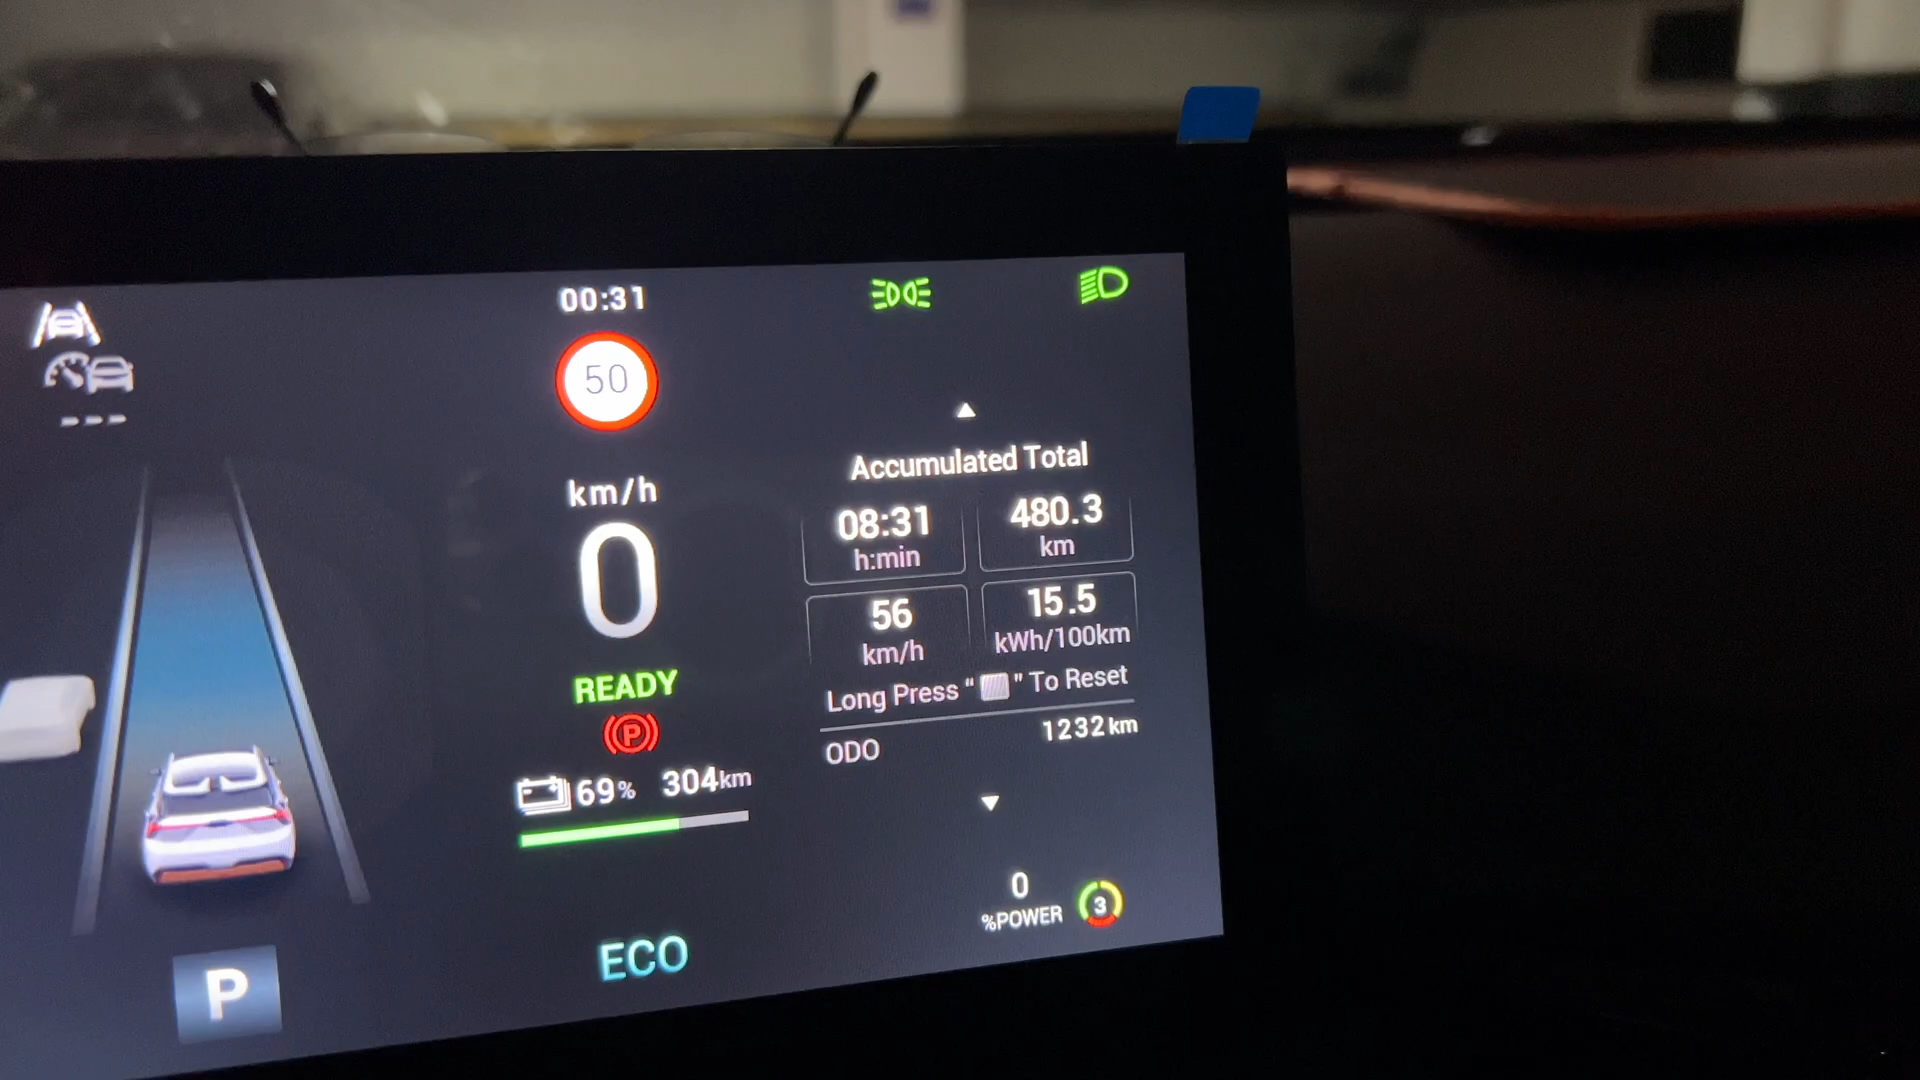 00:31
50
km/h
0
READY
P
69% 304km
ECO
P
Accumulated Total
08:31 480.3
h:min km
56 15.5
km/h kWh/100km
Long Press “ ” To Reset
ODO 1232km
0
%POWER 3